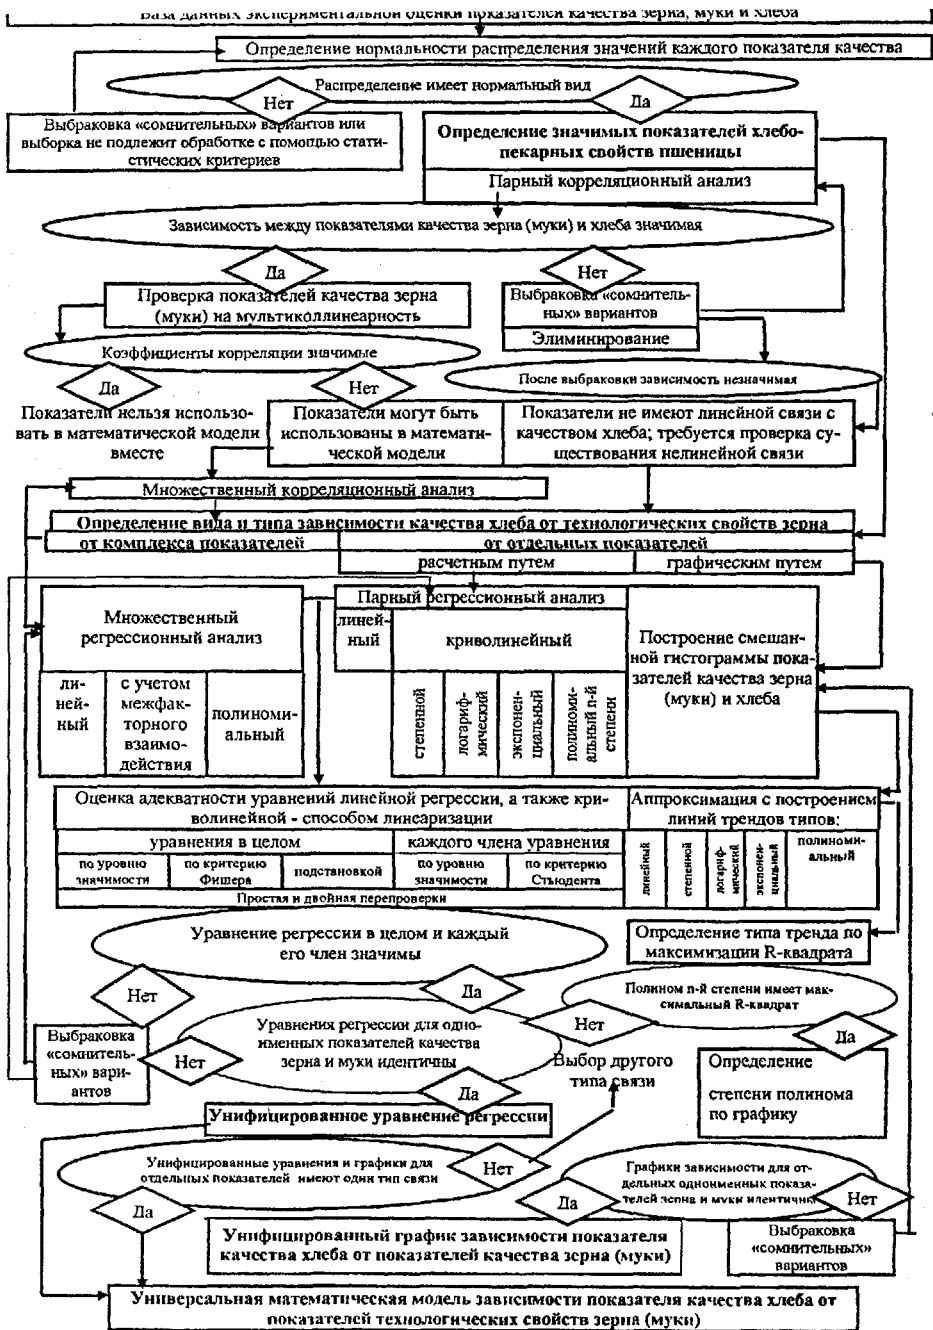 База данных экспериментальной оценки показателей качества зерна, муки и хлеба
Определение нормальности распределения значений каждого показателя качества
Распределение имеет нормальный вид
Нет
Да
Выбраковка «сомнительных» вариантов или
выборка не подлежит обработке с помощью стати-
стических критериев
Определение значимых показателей хлебо-
пекарных свойств пшеницы
Парный корреляционный анализ
Зависимость между показателями качества зерна (муки) и хлеба значимая
Да
Нет
Проверка показателей качества зерна
(муки) на мультиколлинеарность
Выбраковка «сомнитель-
ных» вариантов
Элиминирование
Коэффициенты корреляции значимые
Да
Нет
После выбраковки зависимость незначимая
Показатели нельзя использо-
вать в математической модели
вместе
Показатели могут быть
использованы в математи-
ческой модели
Показатели не имеют линейной связи с
качеством хлеба; требуется проверка су-
ществования нелинейной связи
Множественный корреляционный анализ
Определение вида и типа зависимости качества хлеба от технологических свойств зерна
от комплекса показателей
от отдельных показателей
расчетным путем
графическим путем
Множественный
регрессионный анализ
ли-
ней-
ный
с учетом
межфак-
торного
взаимо-
действия
полиноми-
альный
Парный регрессионный анализ
линей-
ный
криволинейный
степенной
логариф-
мический
экспонен-
циальный
полиноми-
альный n-й
степени
Построение смешан-
ной гистограммы пока-
зателей качества зерна
(муки) и хлеба
Оценка адекватности уравнений линейной регрессии, а также кри-
волинейной - способом линеаризации
уравнения в целом
каждого члена уравнения
по уровню
значимости
по критерию
Фишера
подстановкой
по уровню
значимости
по критерию
Стьюдента
Простая и двойная перепроверки
Аппроксимация с построением
линий трендов типов:
линейный
степенной
логариф-
мический
экспонен-
циальный
полиноми-
альный
Уравнение регрессии в целом и каждый
его член значимы
Определение типа тренда по
максимизации R-квадрата
Нет
Да
Полином n-й степени имеет мак-
симальный R-квадрат
Нет
Да
Выбраковка
«сомнитель-
ных» вари-
антов
Нет
Уравнения регрессии для одно-
именных показателей качества
зерна и муки идентичны
Да
Выбор другого
типа связи
Определение
степени полинома
по графику
Унифицированное уравнение регрессии
Унифицированные уравнения и графики для
отдельных показателей имеют один тип связи
Нет
Да
Графики зависимости для от-
дельных одноименных показа-
телей зерна и муки идентичны
Да
Нет
Унифицированный график зависимости показателя
качества хлеба от показателей качества зерна (муки)
Выбраковка
«сомнительных»
вариантов
Универсальная математическая модель зависимости показателя качества хлеба от
показателей технологических свойств зерна (муки)